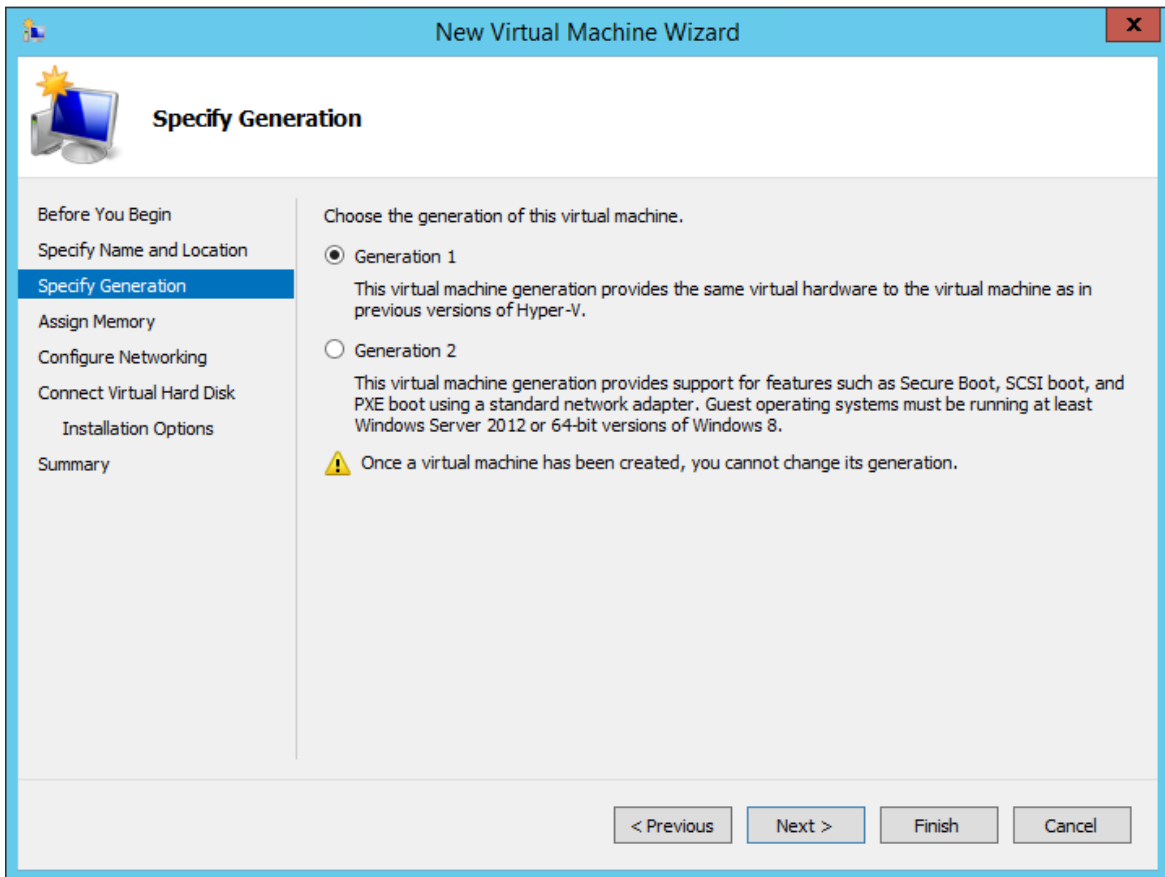 New Virtual Machine Wizard
x
Specify Generation
Before You Begin
Specify Name and Location
Specify Generation
Assign Memory
Configure Networking
Connect Virtual Hard Disk
Installation Options
Summary
Choose the generation of this virtual machine.
Generation 1
This virtual machine generation provides the same virtual hardware to the virtual machine as in
previous versions of Hyper-V.
Generation 2
This virtual machine generation provides support for features such as Secure Boot, SCSI boot, and
PXE boot using a standard network adapter. Guest operating systems must be running at least
Windows Server 2012 or 64-bit versions of Windows 8.
Once a virtual machine has been created, you cannot change its generation.
< Previous
Next >
Finish
Cancel